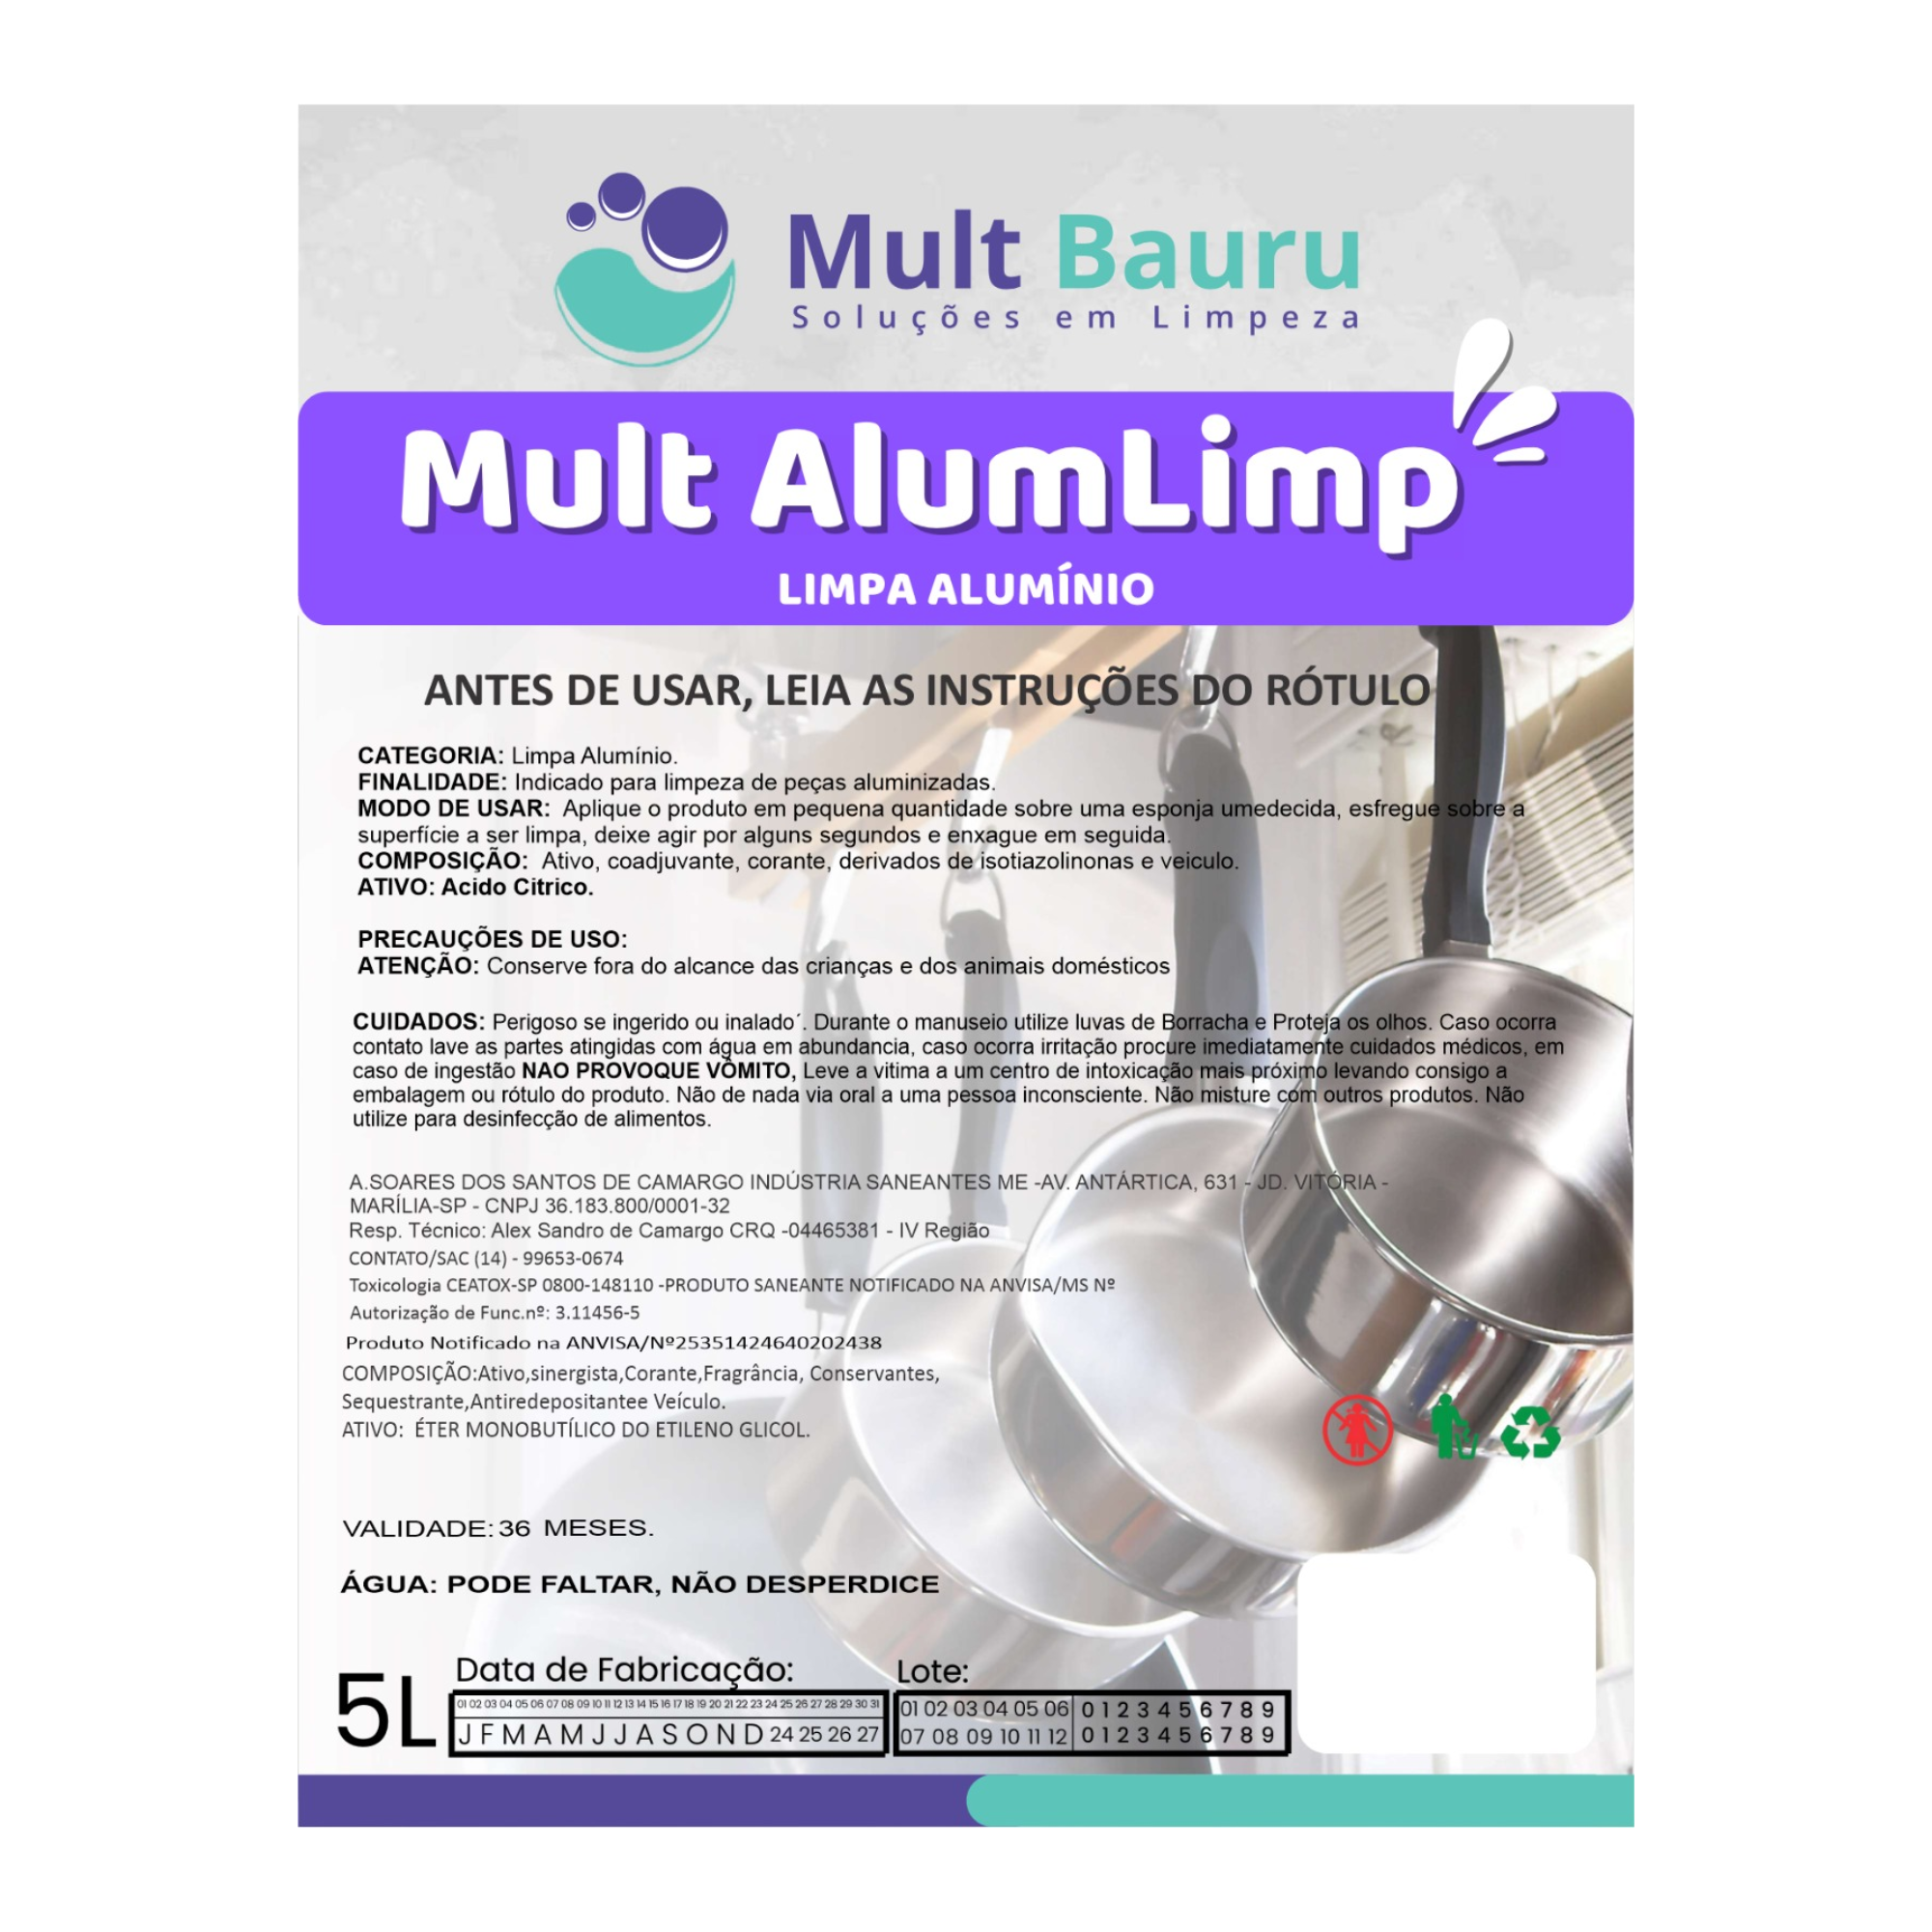 Mult Bauru
Soluções em Limpeza
Mult AlumLimp
LIMPA ALUMÍNIO
ANTES DE USAR, LEIA AS INSTRUÇÕES DO RÓTULO
CATEGORIA: Limpa Alumínio.
FINALIDADE: Indicado para limpeza de peças aluminizadas.
MODO DE USAR: Aplique o produto em pequena quantidade sobre uma esponja umedecida, esfregue sobre a
superfície a ser limpa, deixe agir por alguns segundos e enxague em seguida.
COMPOSIÇÃO: Ativo, coadjuvante, corante, derivados de isotiazolinonas e veiculo.
ATIVO: Acido Citrico.
PRECAUÇÕES DE USO:
ATENÇÃO: Conserve fora do alcance das crianças e dos animais domésticos
CUIDADOS: Perigoso se ingerido ou inalado´. Durante o manuseio utilize luvas de Borracha e Proteja os olhos. Caso ocorra
contato lave as partes atingidas com água em abundancia, caso ocorra irritação procure imediatamente cuidados médicos, em
caso de ingestão NAO PROVOQUE VÔMITO, Leve a vitima a um centro de intoxicação mais próximo levando consigo a
embalagem ou rótulo do produto. Não de nada via oral a uma pessoa inconsciente. Não misture com outros produtos. Não
utilize para desinfecção de alimentos.
A.SOARES DOS SANTOS DE CAMARGO INDÚSTRIA SANEANTES ME -AV. ANTÁRTICA, 631 - JD. VITÓRIA -
MARÍLIA-SP - CNPJ 36.183.800/0001-32
Resp. Técnico: Alex Sandro de Camargo CRQ -04465381 - IV Região
CONTATO/SAC (14) - 99653-0674
Toxicologia CEATOX-SP 0800-148110 -PRODUTO SANEANTE NOTIFICADO NA ANVISA/MS Nº
Autorização de Func.nº: 3.11456-5
Produto Notificado na ANVISA/Nº25351424640202438
COMPOSIÇÃO:Ativo,sinergista,Corante,Fragrância, Conservantes,
Sequestrante,Antiredepositantee Veículo.
ATIVO: ÉTER MONOBUTÍLICO DO ETILENO GLICOL.
VALIDADE: 36 MESES.
ÁGUA: PODE FALTAR, NÃO DESPERDICE
5L
Data de Fabricação:
01 02 03 04 05 06 07 08 09 10 11 12 13 14 15 16 17 18 19 20 21 22 23 24 25 26 27 28 29 30 31
J F M A M J J A S O N D 24 25 26 27
Lote:
01 02 03 04 05 06 0 1 2 3 4 5 6 7 8 9
07 08 09 10 11 12 0 1 2 3 4 5 6 7 8 9